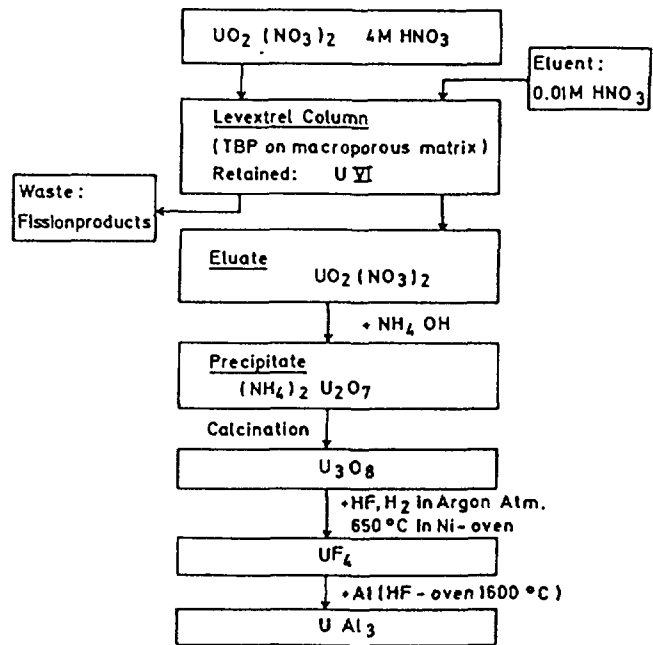 UO2 (NO3)2 4M HNO3
Eluent:
0.01M HNO3
Levextrel Column
(TBP on macroporous matrix)
Retained: U VI
Waste:
Fissionproducts
Eluate
UO2 (NO3)2
+ NH4 OH
Precipitate
(NH4)2 U2O7
Calcination
U3O8
+HF, H2 in Argon Atm.
650 °C in Ni-oven
UF4
+Al (HF-oven 1600 °C)
U Al3